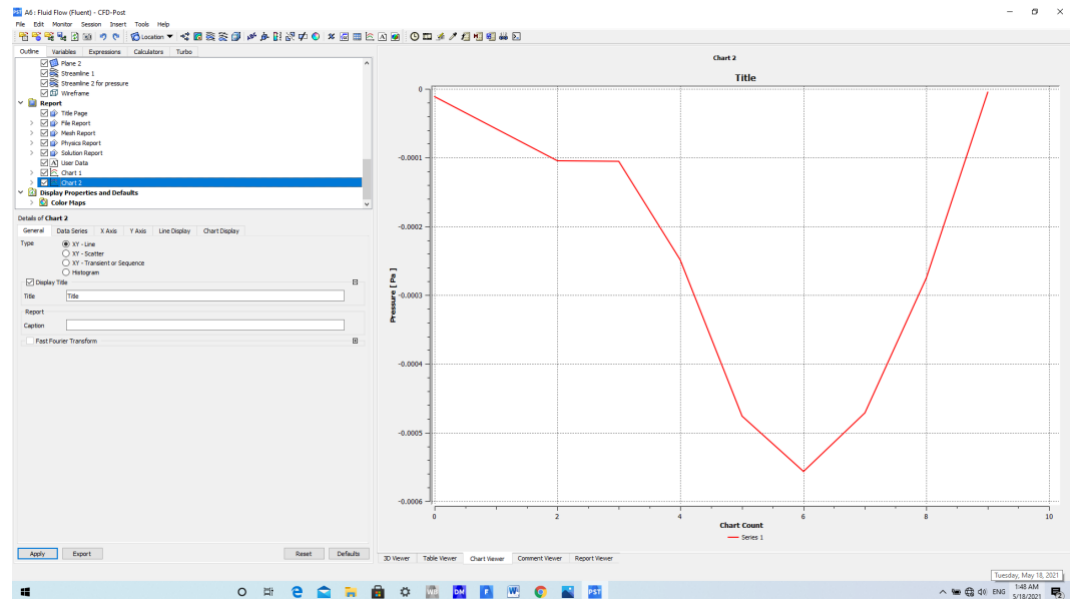 A6 : Fluid Flow (Fluent) - CFD-Post
File Edit Monitor Session Insert Tools Help
Location
Outline Variables Expressions Calculators Turbo
Plane 2
Streamline 1
Streamline 2 for pressure
Wireframe
Report
Title Page
File Report
Mesh Report
Physics Report
Solution Report
User Data
Chart 1
Chart 2
Display Properties and Defaults
Color Maps
Details of Chart 2
General Data Series X Axis Y Axis Line Display Chart Display
Type XY - Line
XY - Scatter
XY - Transient or Sequence
Histogram
Display Title
Title Title
Report
Caption
Fast Fourier Transform
Apply Export Reset Defaults
Chart 2
Title
0
-0.0001
-0.0002
-0.0003
-0.0004
-0.0005
-0.0006
Pressure [ Pa ]
0 2 4 6 8 10
Chart Count
Series 1
3D Viewer Table Viewer Chart Viewer Comment Viewer Report Viewer
Tuesday, May 18, 2021
ENG 1:48 AM
5/18/2021